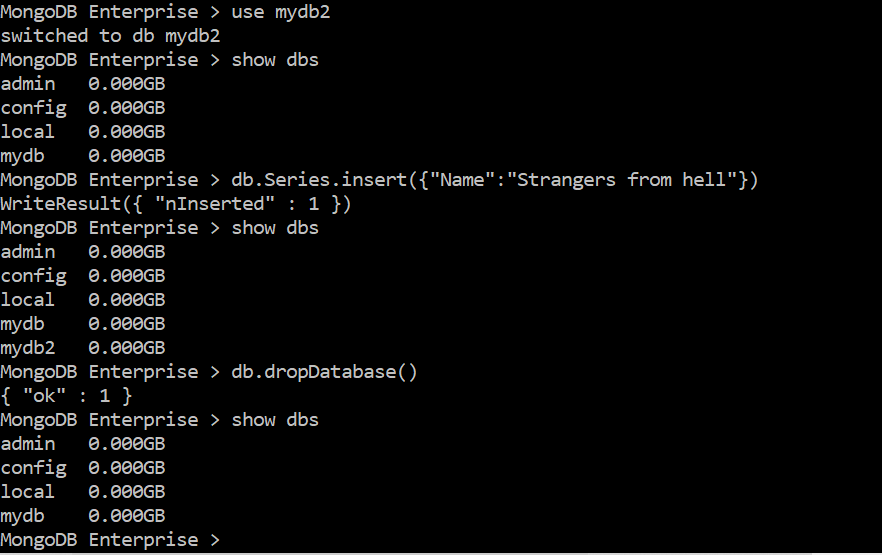 MongoDB Enterprise > use mydb2
switched to db mydb2
MongoDB Enterprise > show dbs
admin   0.000GB
config  0.000GB
local   0.000GB
mydb    0.000GB
MongoDB Enterprise > db.Series.insert({"Name":"Strangers from hell"})
WriteResult({ "nInserted" : 1 })
MongoDB Enterprise > show dbs
admin   0.000GB
config  0.000GB
local   0.000GB
mydb    0.000GB
mydb2   0.000GB
MongoDB Enterprise > db.dropDatabase()
{ "ok" : 1 }
MongoDB Enterprise > show dbs
admin   0.000GB
config  0.000GB
local   0.000GB
mydb    0.000GB
MongoDB Enterprise >